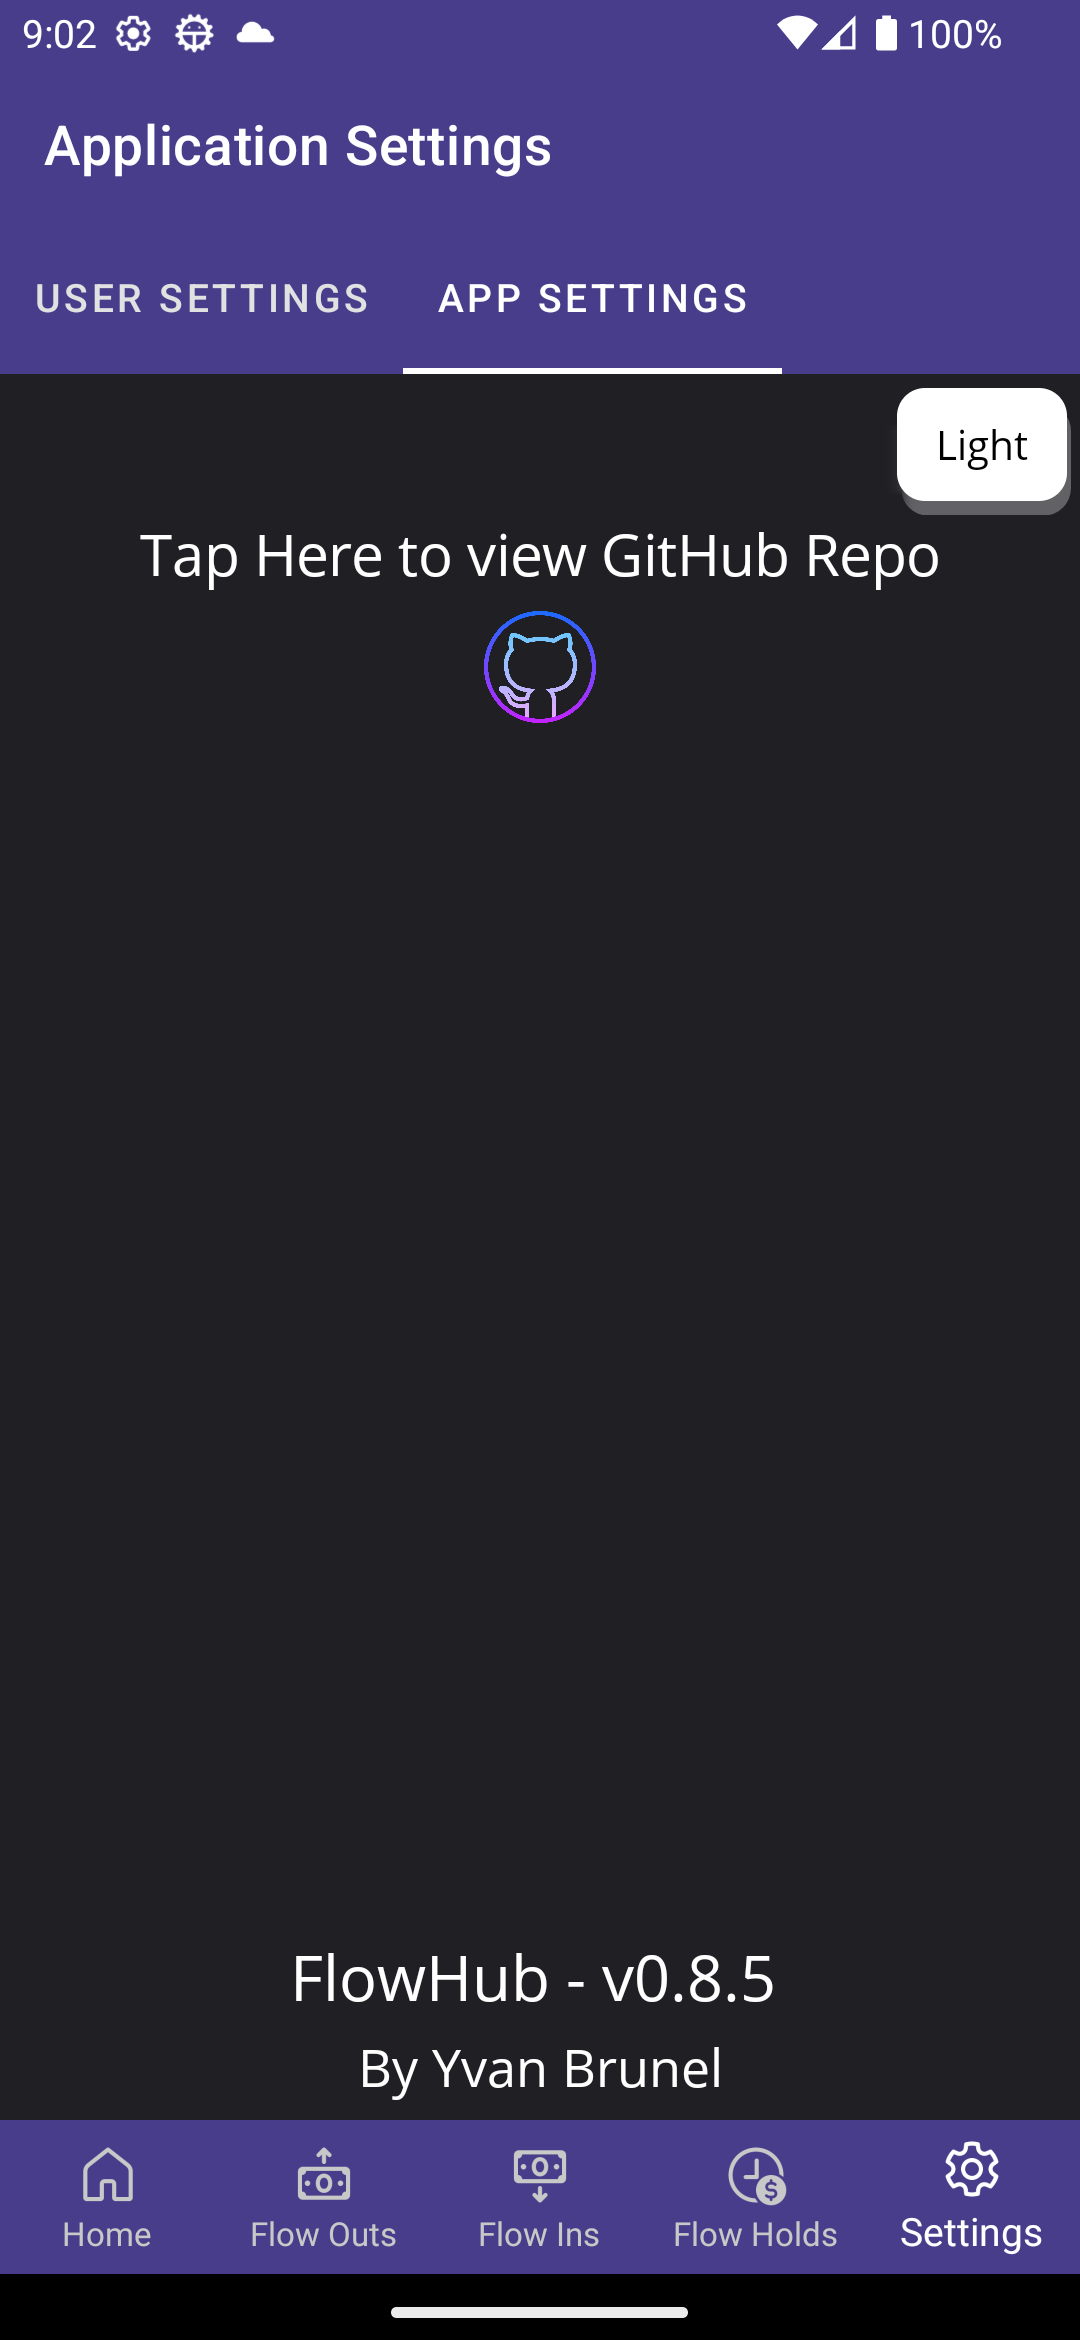 9:02
100%
Application Settings
USER SETTINGS
APP SETTINGS
Light
Tap Here to view GitHub Repo
FlowHub - v0.8.5
By Yvan Brunel
Home
Flow Outs
Flow Ins
Flow Holds
Settings